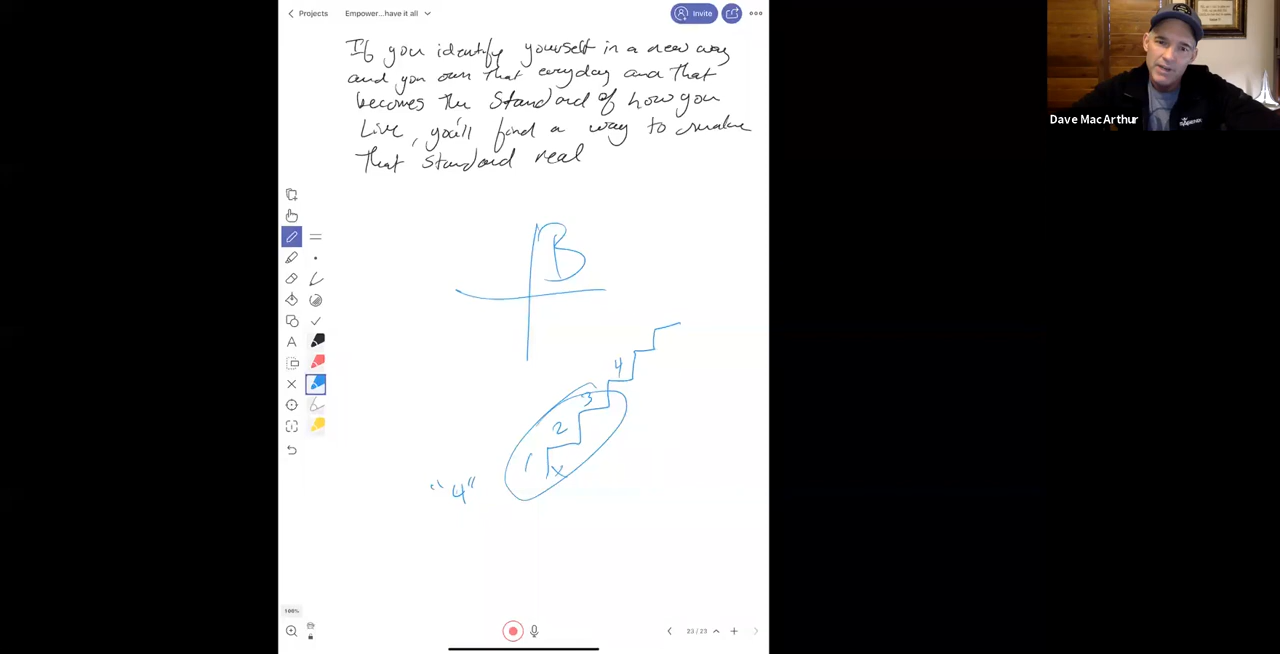 Projects
Empower...have it all
Invite
If you identify yourself in a new way
and you own that everyday and that
becomes the standard of how you
Live, you'll find a way to make
that standard real
Dave MacArthur
B
4
3
2
1
X
"4"
A
100%
23/23